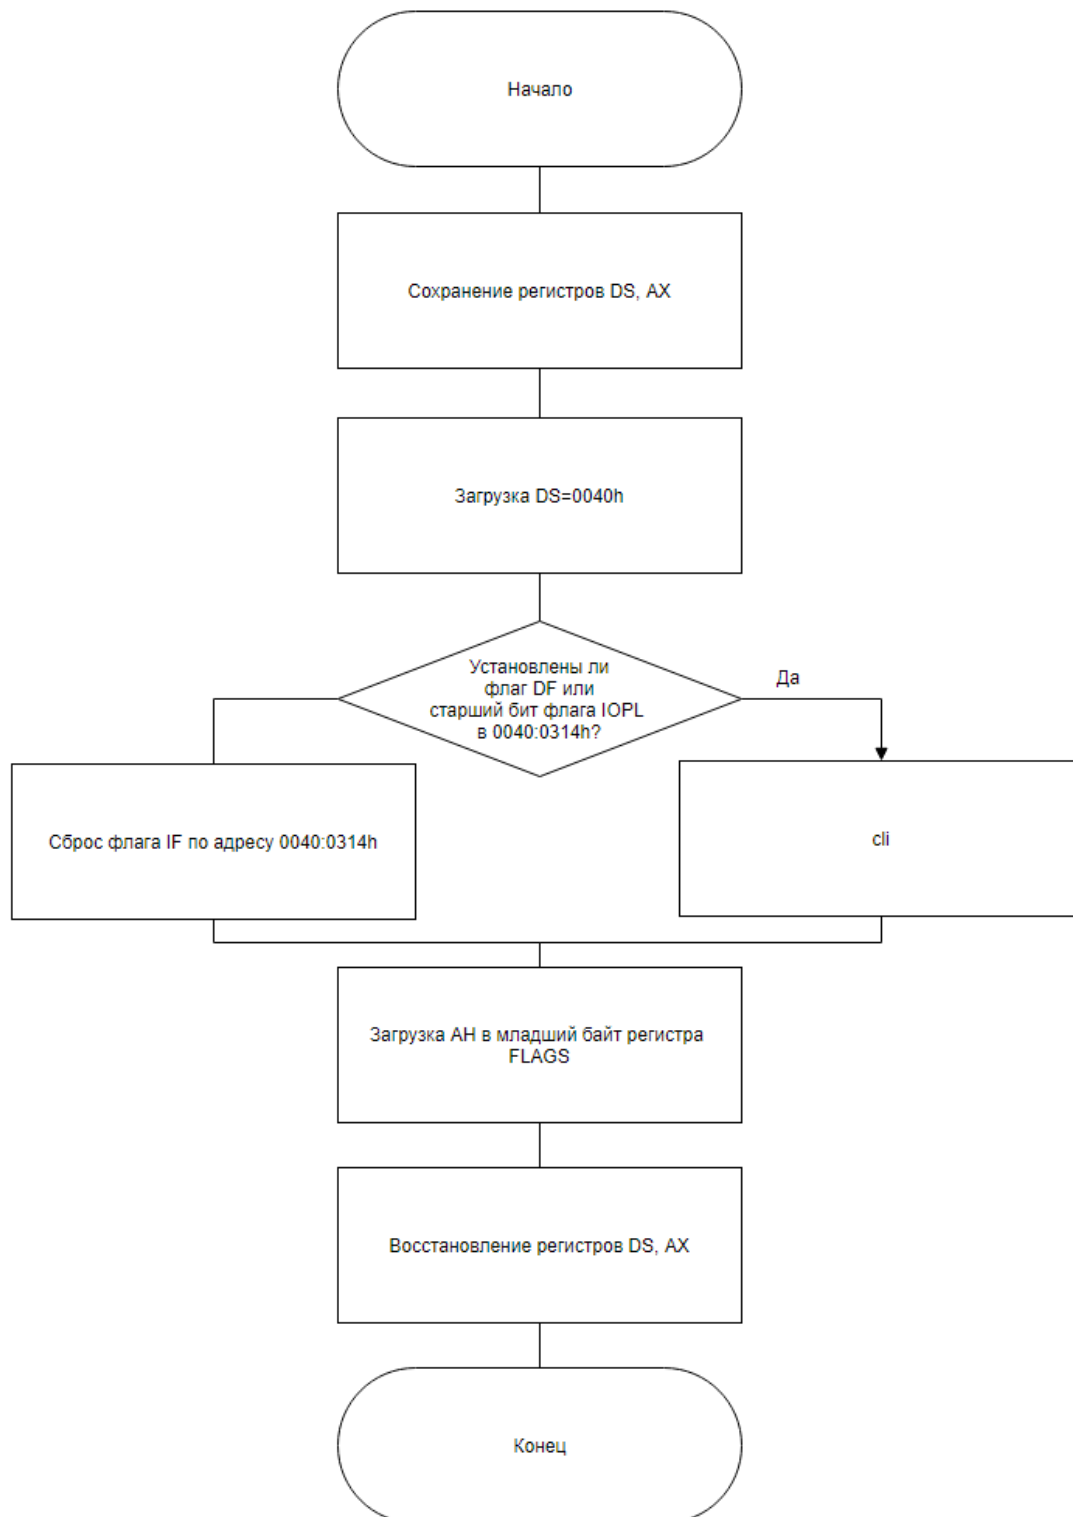 Начало
Сохранение регистров DS, AX
Загрузка DS=0040h
Установлены ли
флаг DF или
старший бит флага IOPL
в 0040:0314h?
Да
Сброс флага IF по адресу 0040:0314h
cli
Загрузка AH в младший байт регистра
FLAGS
Восстановление регистров DS, AX
Конец